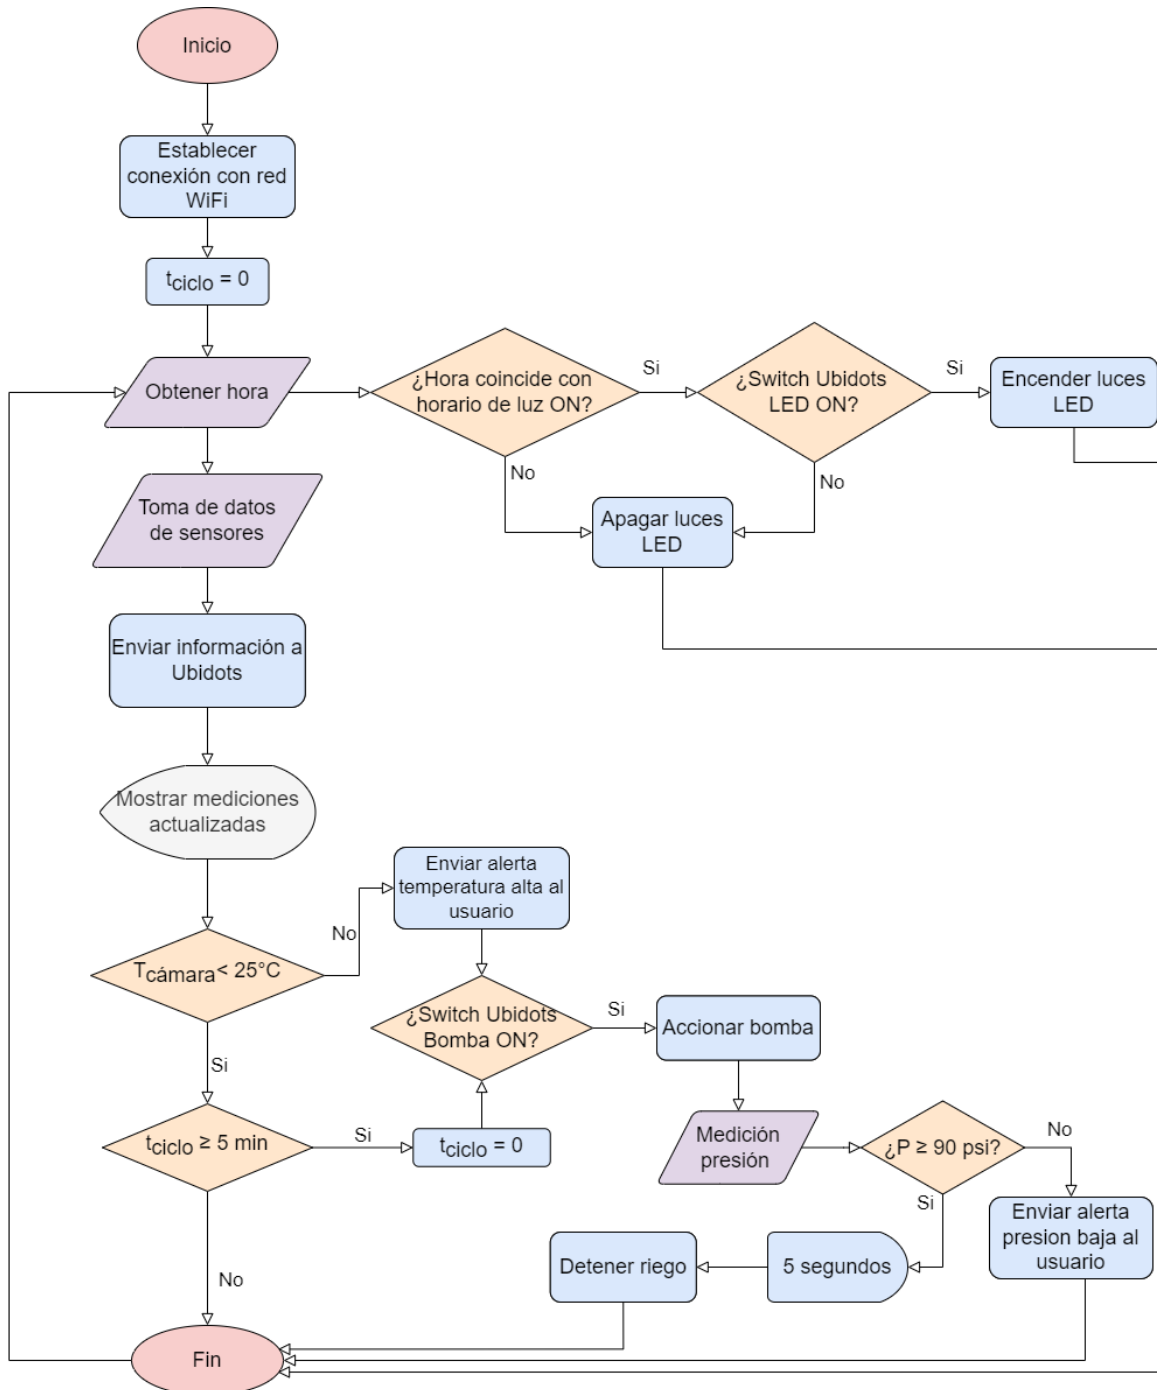 Inicio
Establecer
conexión con red
WiFi
tciclo = 0
Obtener hora
¿Hora coincide con
horario de luz ON?
Si
No
¿Switch Ubidots
LED ON?
Si
No
Encender luces
LED
Apagar luces
LED
Toma de datos
de sensores
Enviar información a
Ubidots
Mostrar mediciones
actualizadas
Tcámara< 25°C
No
Si
Enviar alerta
temperatura alta al
usuario
¿Switch Ubidots
Bomba ON?
Si
Accionar bomba
tciclo ≥ 5 min
Si
No
tciclo = 0
Medición
presión
¿P ≥ 90 psi?
No
Si
Enviar alerta
presion baja al
usuario
5 segundos
Detener riego
Fin